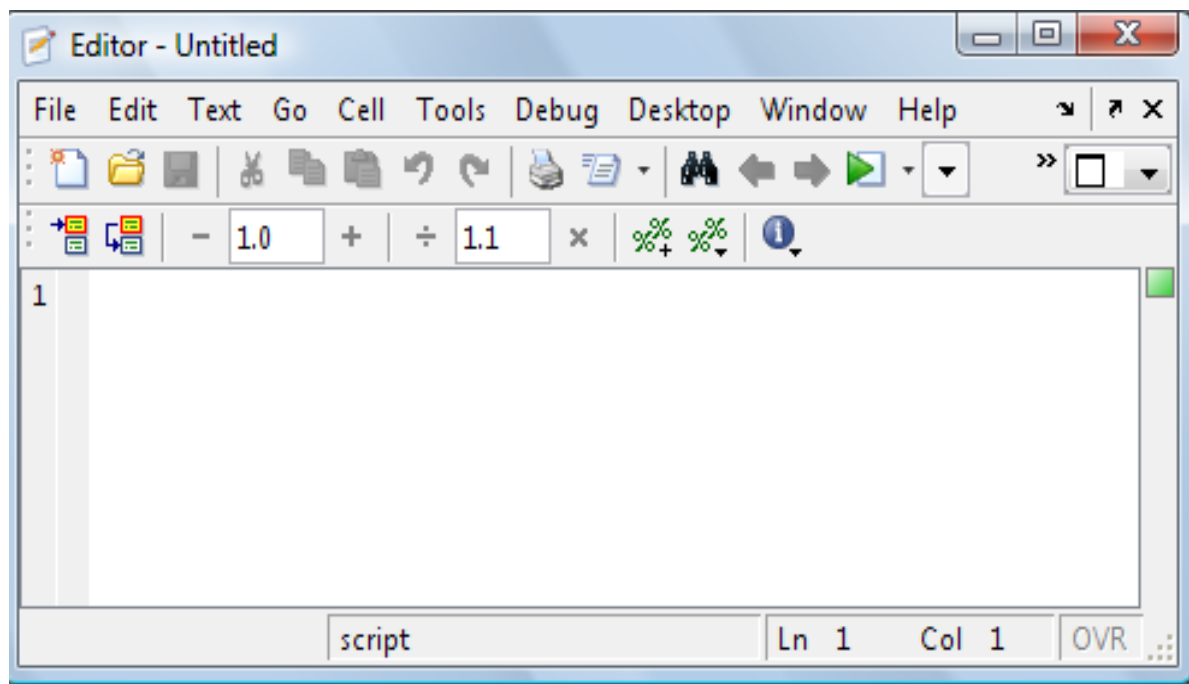 Editor - Untitled
File Edit Text Go Cell Tools Debug Desktop Window Help
- 1.0 + ÷ 1.1 ×
1
script Ln 1 Col 1 OVR